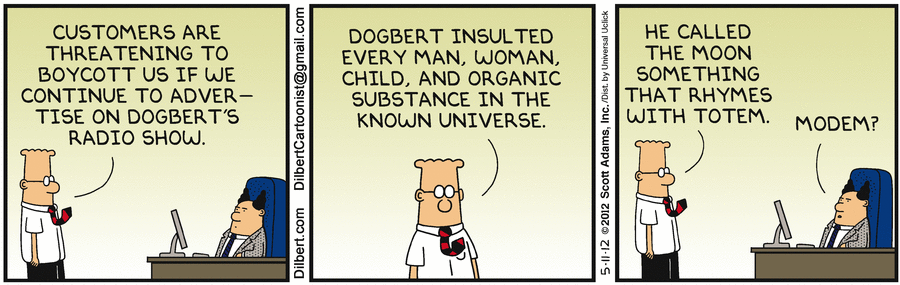 CUSTOMERS ARE
THREATENING TO
BOYCOTT US IF WE
CONTINUE TO ADVER-
TISE ON DOGBERT'S
RADIO SHOW.
Dilbert.com DilbertCartoonist@gmail.com
DOGBERT INSULTED
EVERY MAN, WOMAN,
CHILD, AND ORGANIC
SUBSTANCE IN THE
KNOWN UNIVERSE.
5-11-12 ©2012 Scott Adams, Inc. /Dist. by Universal Uclick
HE CALLED
THE MOON
SOMETHING
THAT RHYMES
WITH TOTEM.
MODEM?